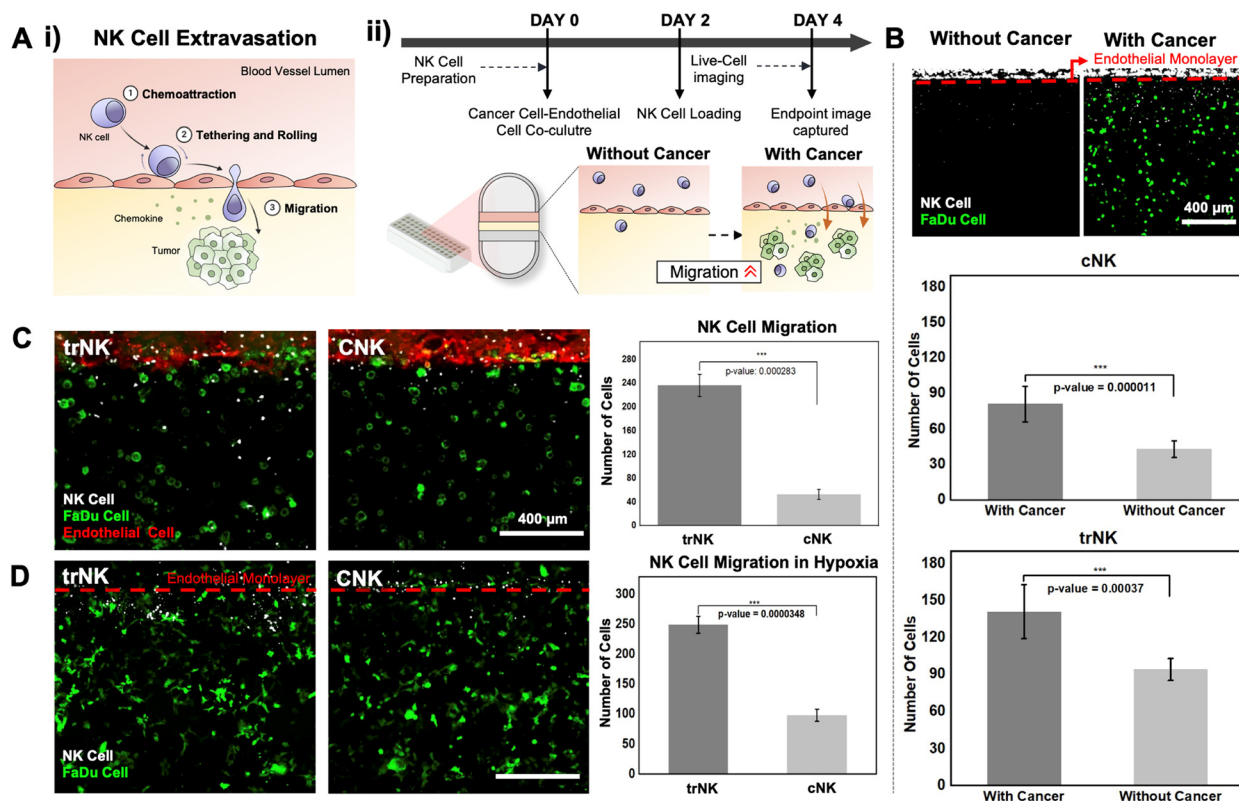 A i)
NK Cell Extravasation
Blood Vessel Lumen
1 Chemoattraction
NK cell
2 Tethering and Rolling
Chemokine
3 Migration
Tumor
ii)
DAY 0 DAY 2 DAY 4
NK Cell
Preparation
Live-Cell
imaging
Cancer Cell-Endothelial
Cell Co-culutre
NK Cell Loading
Endpoint image
captured
Without Cancer
With Cancer
Migration
B
Without Cancer
With Cancer
Endothelial Monolayer
NK Cell
FaDu Cell
400 µm
cNK
Number Of Cells
180
150
120
90
60
30
0
***
p-value = 0.000011
With Cancer Without Cancer
trNK
Number Of Cells
180
150
120
90
60
30
0
***
p-value = 0.00037
With Cancer Without Cancer
C
trNK
NK Cell
FaDu Cell
Endothelial Cell
CNK
400 µm
NK Cell Migration
Number of Cells
280
240
200
160
120
80
40
0
***
p-value: 0.000283
trNK cNK
D
trNK
Endothelial Monolayer
NK Cell
FaDu Cell
CNK
NK Cell Migration in Hypoxia
Number of Cells
300
250
200
150
100
50
0
***
p-value = 0.0000348
trNK cNK